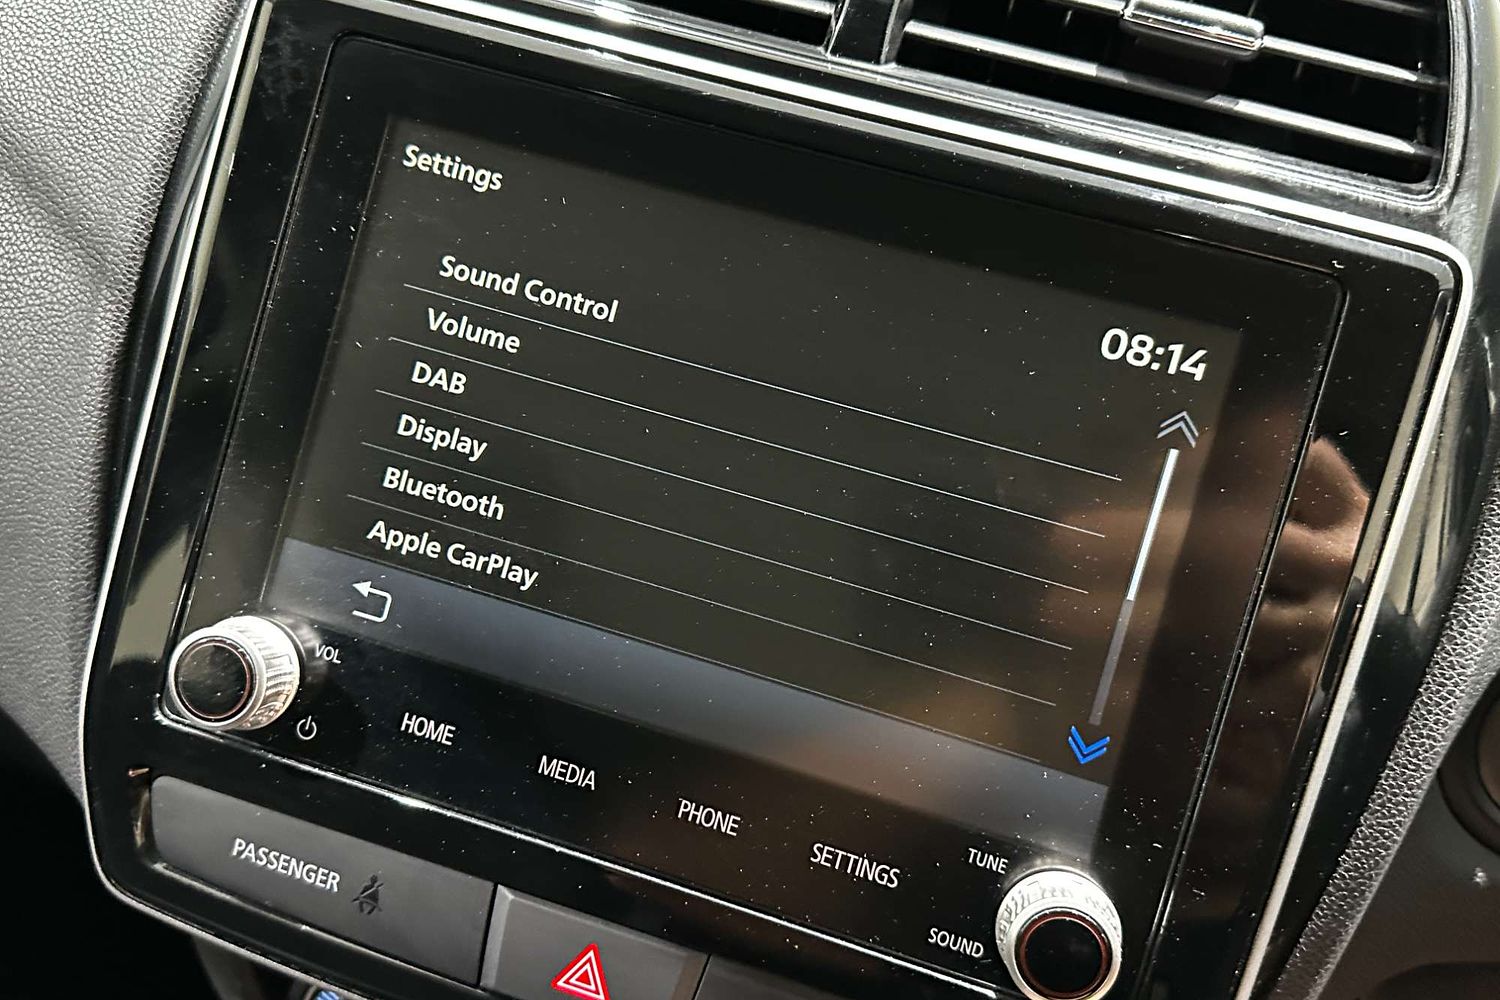 Settings
08:14
Sound Control
Volume
DAB
Display
Bluetooth
Apple CarPlay
VOL
HOME
MEDIA
PHONE
SETTINGS
TUNE
SOUND
PASSENGER